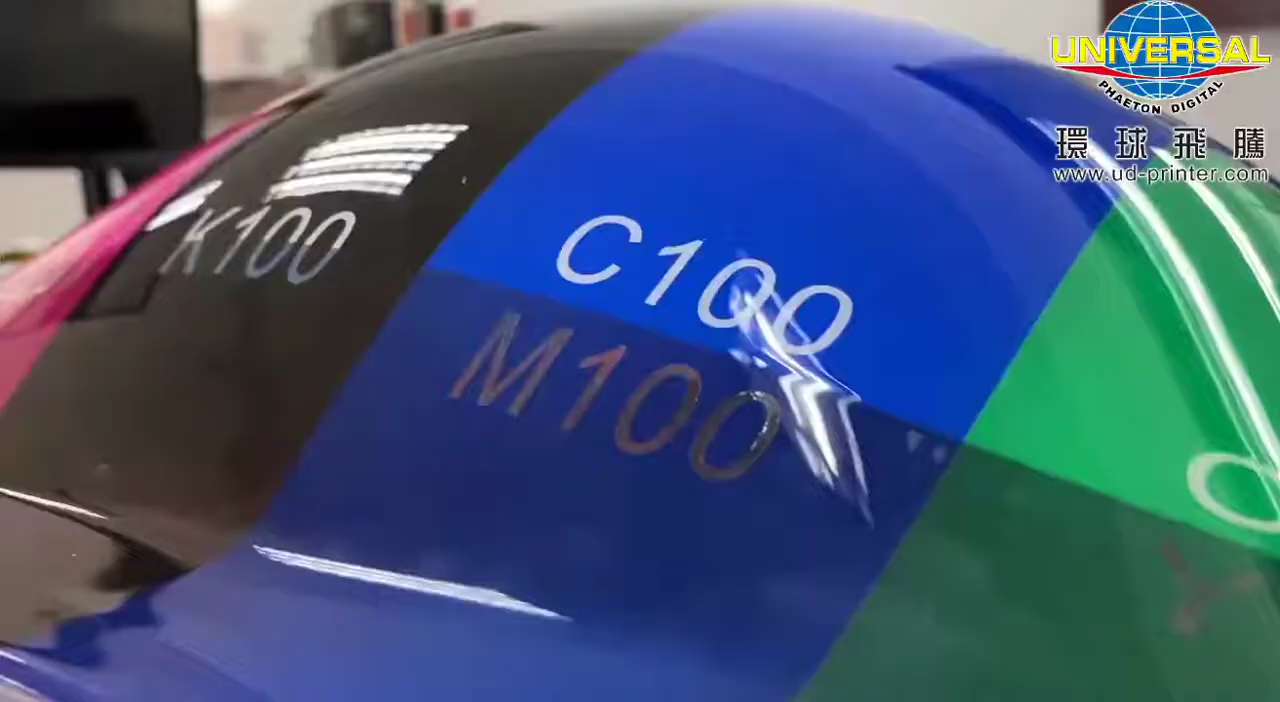 UNIVERSAL
PHAETON DIGITAL
環球飛騰
www.ud-printer.com
K100
C100
M100
C
Y